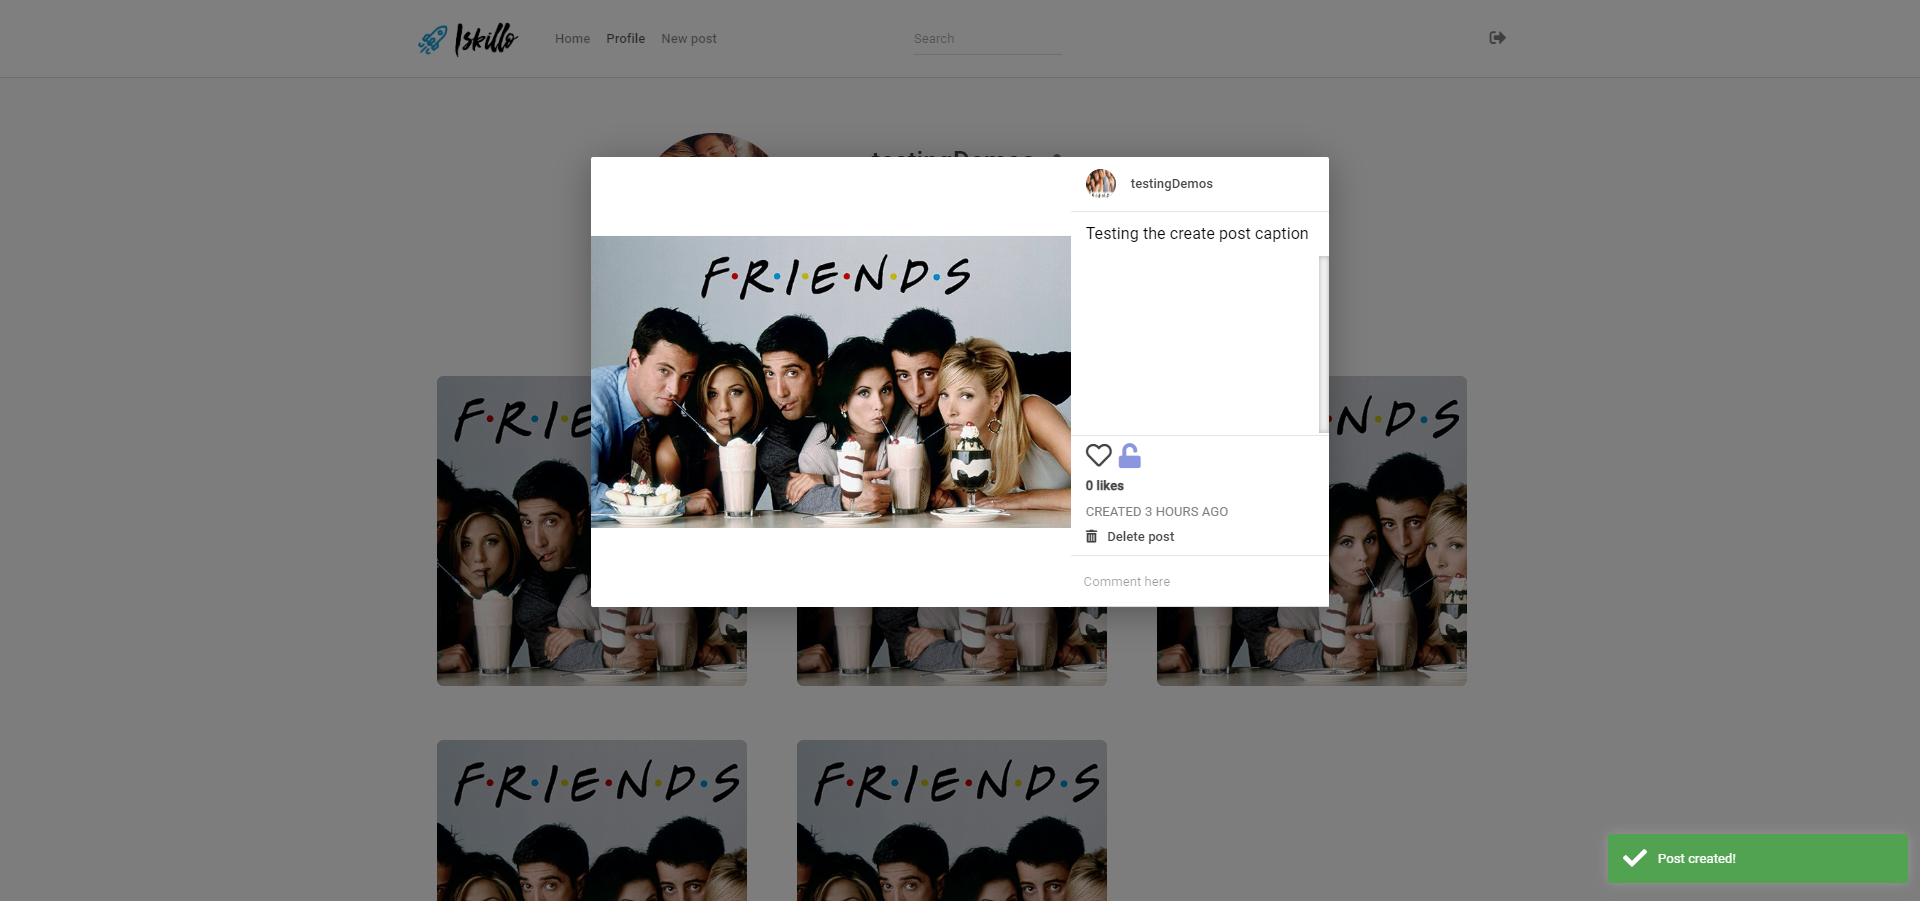 Iskillo
Home Profile New post
Search
testingDemos
testingDemos
Testing the create post caption
F·R·I·E·N·D·S
0 likes
CREATED 3 HOURS AGO
Delete post
Comment here
F·R·I·E·N·D·S
F·R·I·E·N·D·S
Post created!